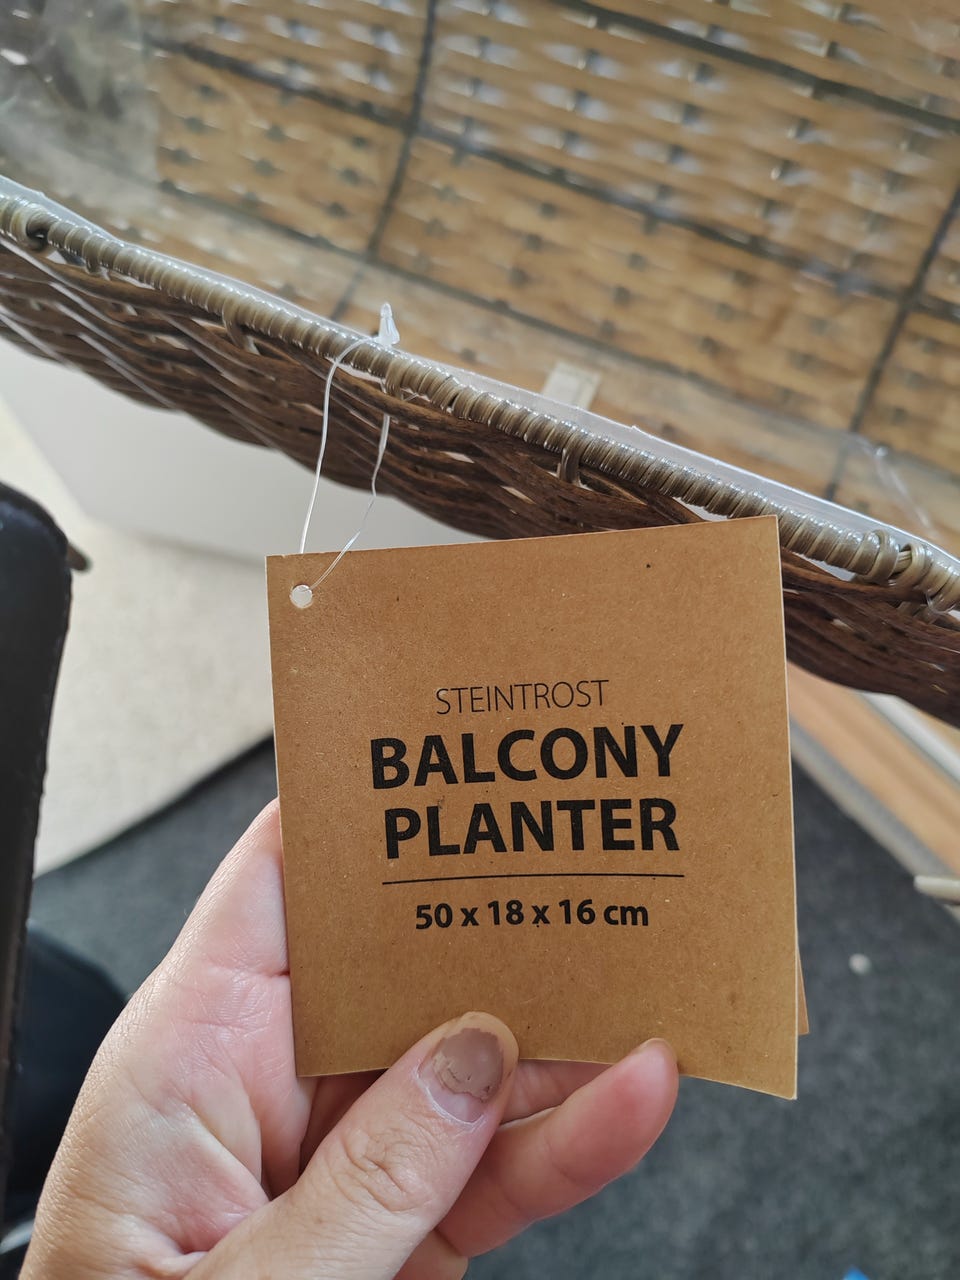 STEINTROST
BALCONY
PLANTER
50 x 18 x 16 cm